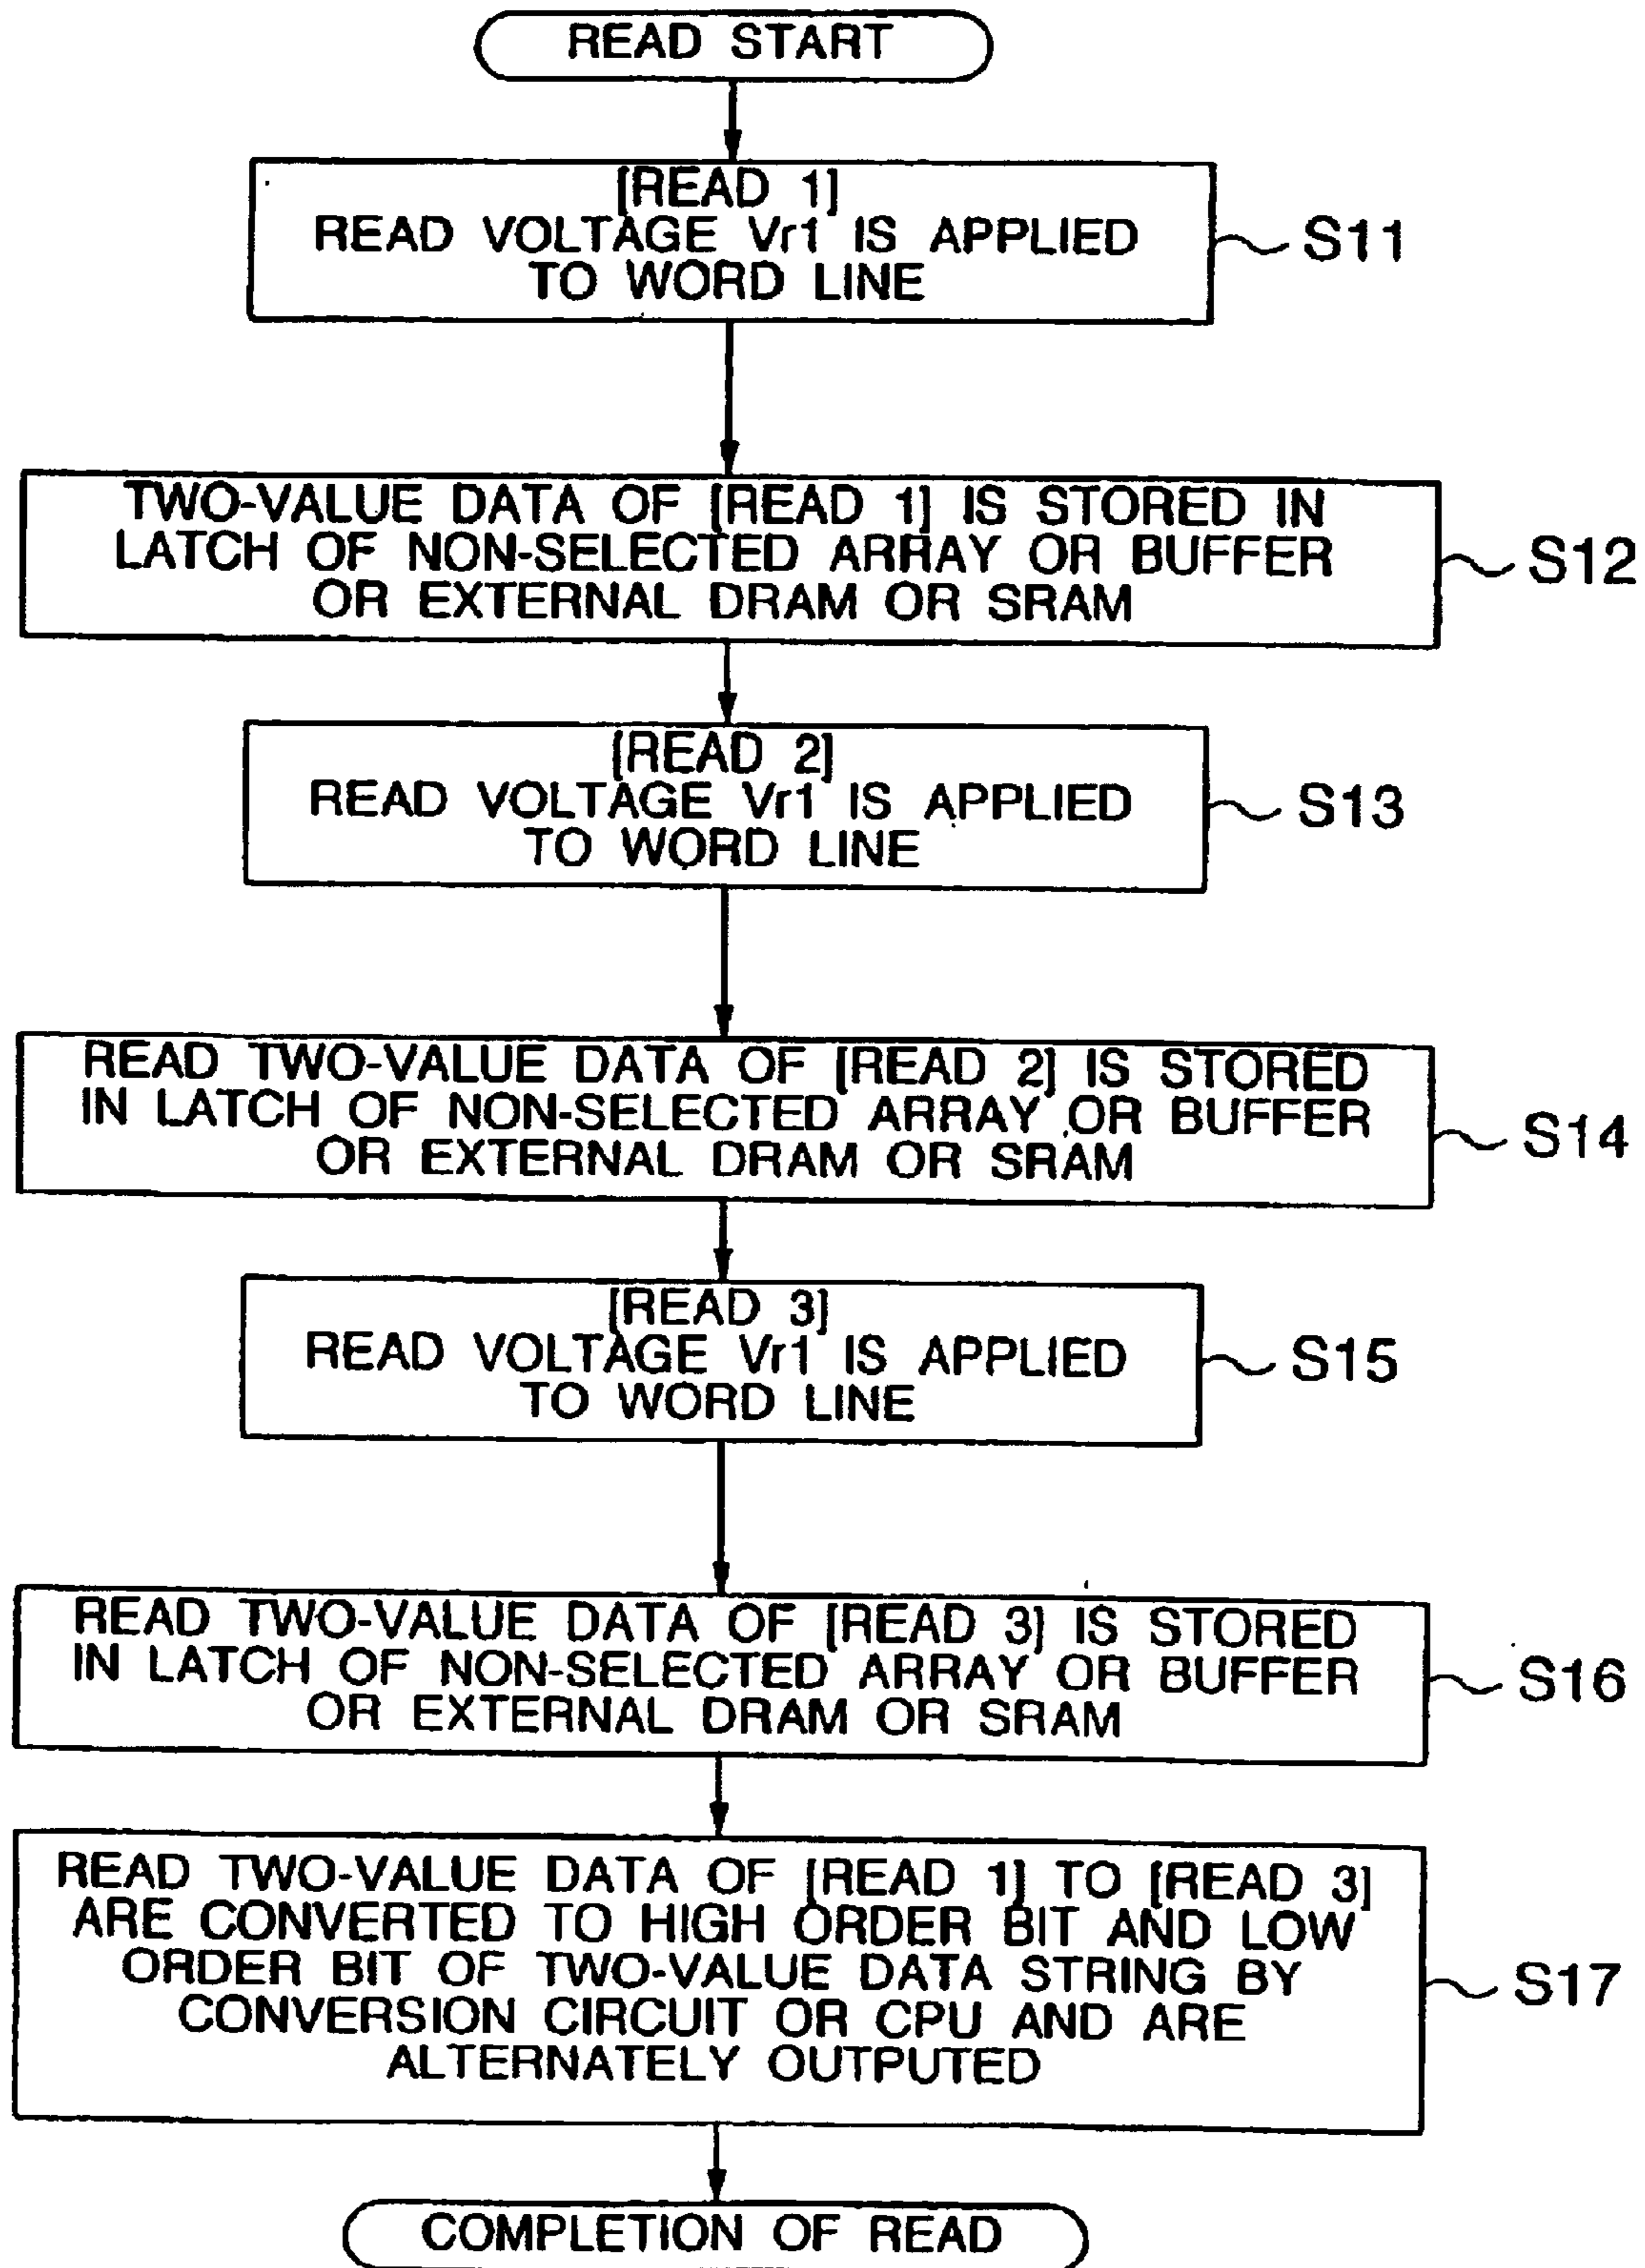 READ START
[READ 1]
READ VOLTAGE Vr1 IS APPLIED
TO WORD LINE
S11
TWO-VALUE DATA OF [READ 1] IS STORED IN
LATCH OF NON-SELECTED ARRAY OR BUFFER
OR EXTERNAL DRAM OR SRAM
S12
[READ 2]
READ VOLTAGE Vr1 IS APPLIED
TO WORD LINE
S13
READ TWO-VALUE DATA OF [READ 2] IS STORED
IN LATCH OF NON-SELECTED ARRAY OR BUFFER
OR EXTERNAL DRAM OR SRAM
S14
[READ 3]
READ VOLTAGE Vr1 IS APPLIED
TO WORD LINE
S15
READ TWO-VALUE DATA OF [READ 3] IS STORED
IN LATCH OF NON-SELECTED ARRAY OR BUFFER
OR EXTERNAL DRAM OR SRAM
S16
READ TWO-VALUE DATA OF [READ 1] TO [READ 3]
ARE CONVERTED TO HIGH ORDER BIT AND LOW
ORDER BIT OF TWO-VALUE DATA STRING BY
CONVERSION CIRCUIT OR CPU AND ARE
ALTERNATELY OUTPUTED
S17
COMPLETION OF READ